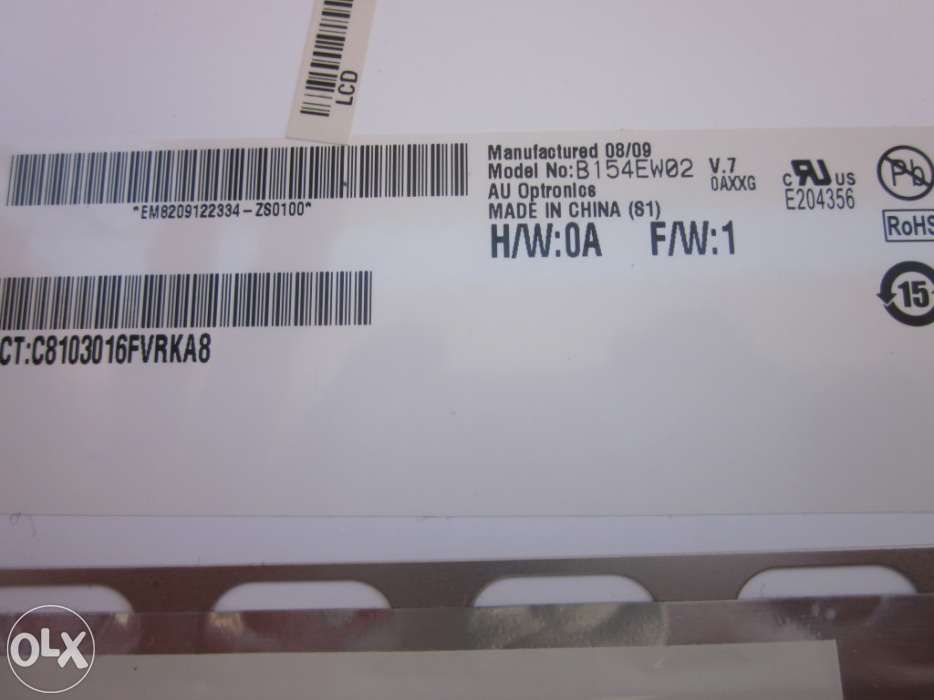 LCD
Manufactured 08/09
Model No:B154EW02 V.7
0AXXG
AU Optronics
MADE IN CHINA (S1)
H/W:0A F/W:1
*EM8209122334-ZS0100*
C RU US
E204356
Pb
RoHS
15
CT:C8103016FVRKA8
OLX